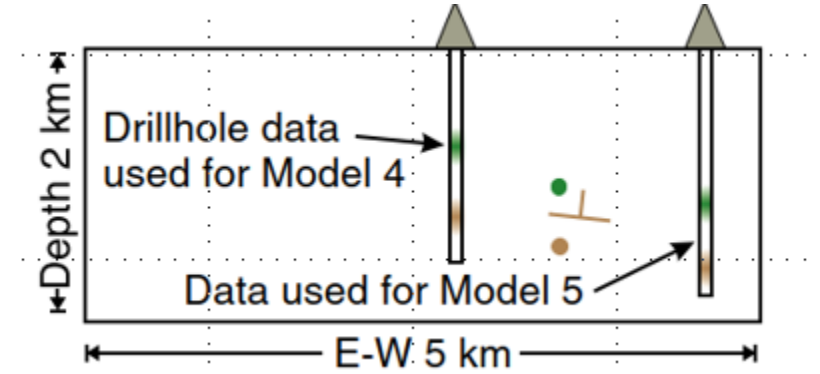 Drillhole data
used for Model 4
Depth 2 km
Data used for Model 5
E-W 5 km